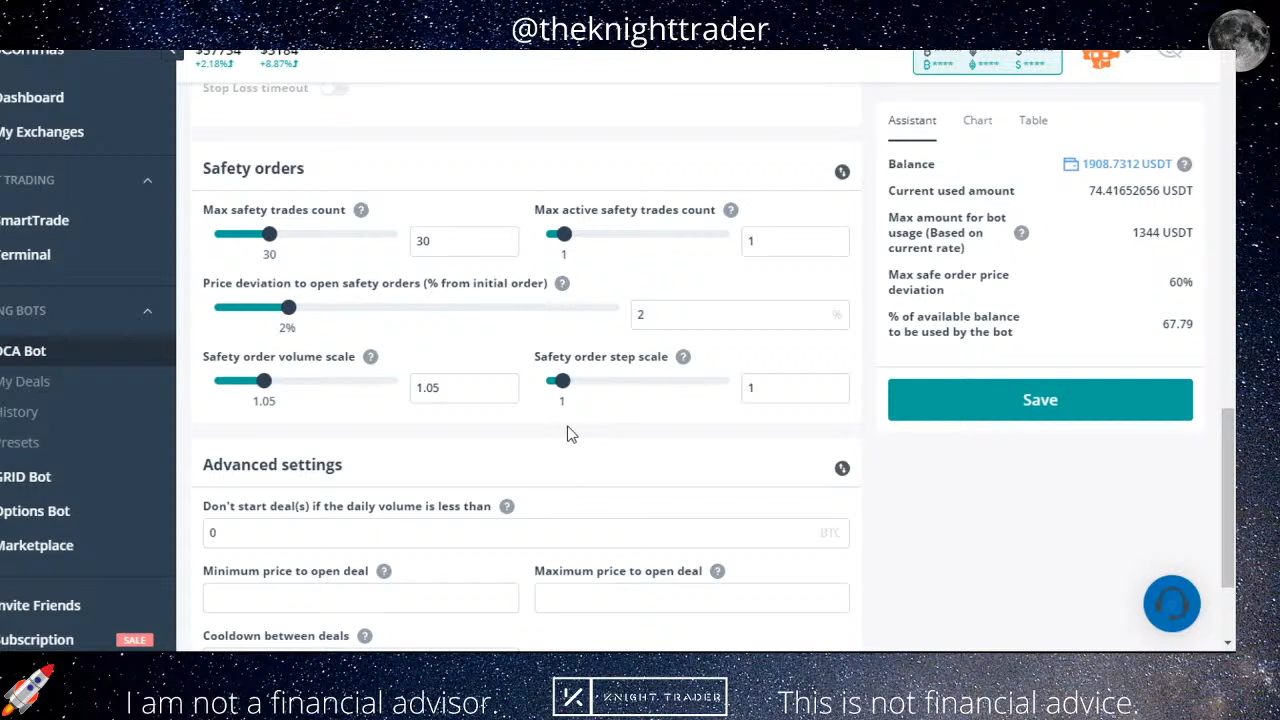 @theknighttrader
$57734 $3184
+2.18% +8.87%
Dashboard
My Exchanges
TRADING
SmartTrade
Terminal
NG BOTS
DCA Bot
My Deals
History
Presets
GRID Bot
Options Bot
Marketplace
nvite Friends
ubscription SALE
Stop Loss timeout
Safety orders
Max safety trades count ?
30
30
Max active safety trades count ?
1
1
Price deviation to open safety orders (% from initial order) ?
2 %
2%
Safety order volume scale ?
1.05
1.05
Safety order step scale ?
1
1
Advanced settings
Don't start deal(s) if the daily volume is less than ?
0 BTC
Minimum price to open deal ?
Maximum price to open deal ?
Cooldown between deals ?
**** **** $ ****
Assistant Chart Table
Balance 1908.7312 USDT ?
Current used amount 74.41652656 USDT
Max amount for bot
usage (Based on ? 1344 USDT
current rate)
Max safe order price
deviation 60%
% of available balance
to be used by the bot 67.79
Save
I am not a financial advisor.
KNIGHT TRADER
This is not financial advice.